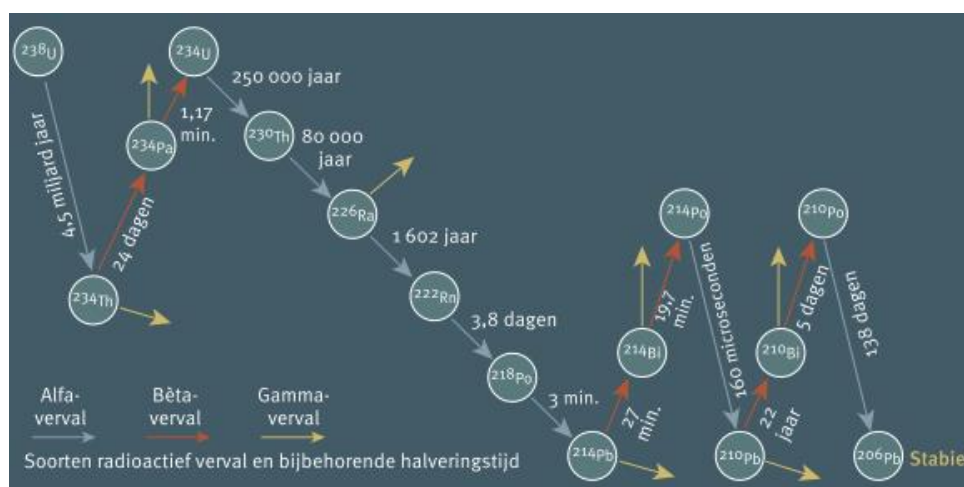 238U
4,5 miljard jaar
234Th
24 dagen
234Pa
1,17
min.
234U
250 000 jaar
230Th
80 000
jaar
226Ra
1 602 jaar
222Rn
3,8 dagen
218Po
3 min.
214Pb
27
min.
214Bi
19,7
min.
214Po
160 microseconden
210Pb
22
jaar
210Bi
5 dagen
210Po
138 dagen
206Pb
Stabie
Alfa-
verval
Bèta-
verval
Gamma-
verval
Soorten radioactief verval en bijbehorende halveringstijd